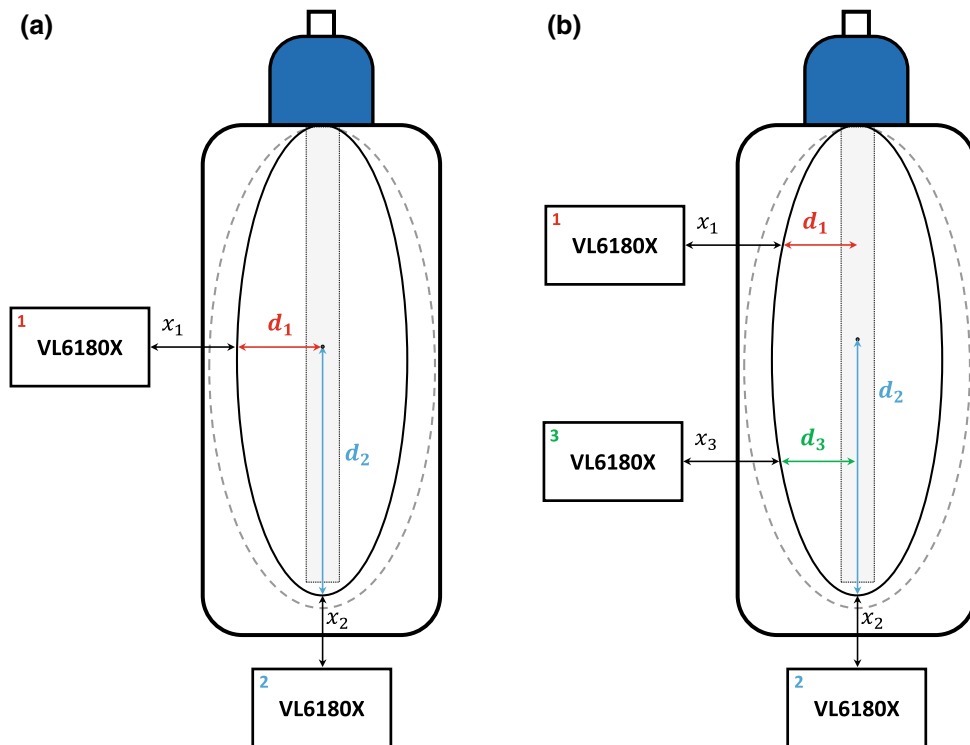 (a)
1
VL6180X
x₁
d₁
d₂
x₂
2
VL6180X
(b)
1
VL6180X
x₁
d₁
d₂
3
VL6180X
x₃
d₃
x₂
2
VL6180X